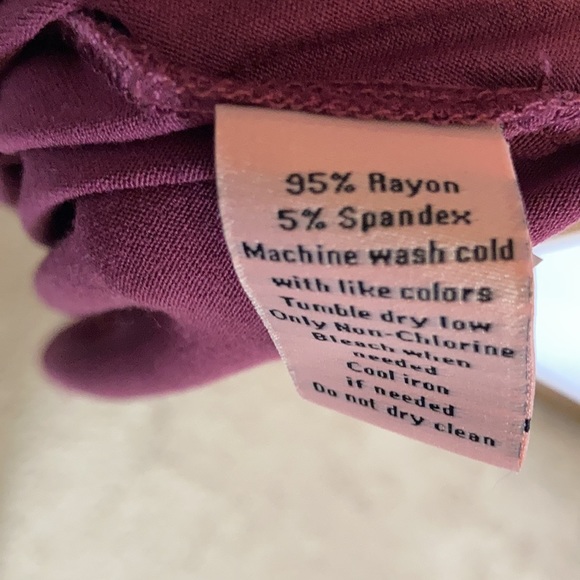 95% Rayon
5% Spandex
Machine wash cold
with like colors
Tumble dry low
Only Non-Chlorine
Bleach when
needed
Cool iron
if needed
Do not dry clean